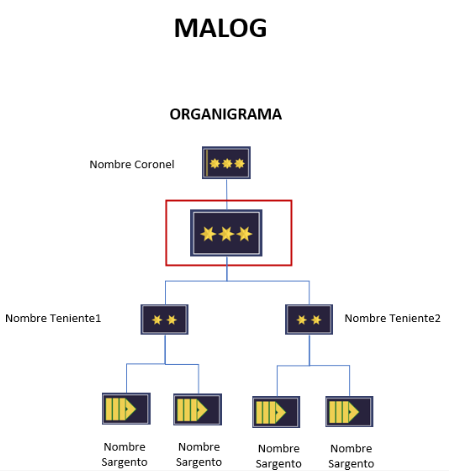 MALOG
ORGANIGRAMA
Nombre Coronel
Nombre Teniente1
Nombre Teniente2
Nombre
Sargento
Nombre
Sargento
Nombre
Sargento
Nombre
Sargento